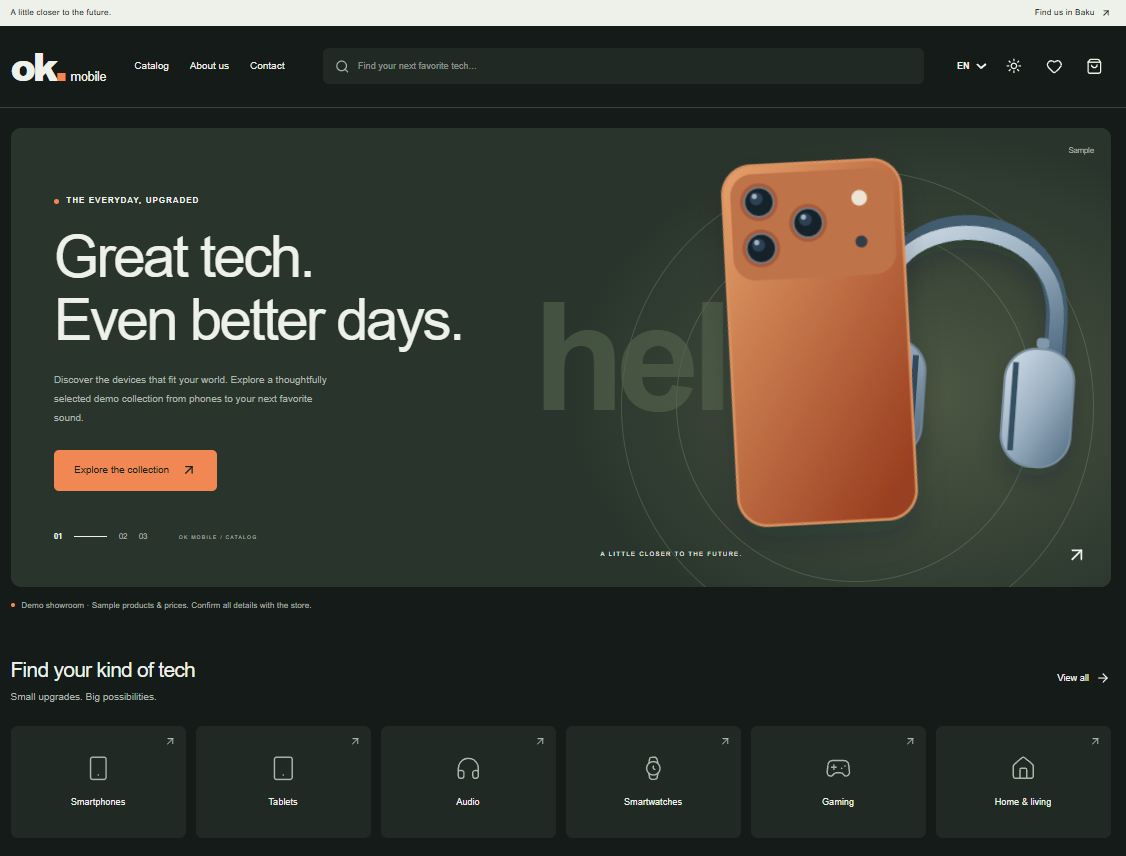 A little closer to the future.
Find us in Baku
ok. mobile
Catalog
About us
Contact
Find your next favorite tech...
EN
Sample
THE EVERYDAY, UPGRADED
Great tech.
Even better days.
hel
Discover the devices that fit your world. Explore a thoughtfully
selected demo collection from phones to your next favorite
sound.
Explore the collection
01
02
03
OK MOBILE / CATALOG
A LITTLE CLOSER TO THE FUTURE.
Demo showroom · Sample products & prices. Confirm all details with the store.
Find your kind of tech
Small upgrades. Big possibilities.
View all
Smartphones
Tablets
Audio
Smartwatches
Gaming
Home & living